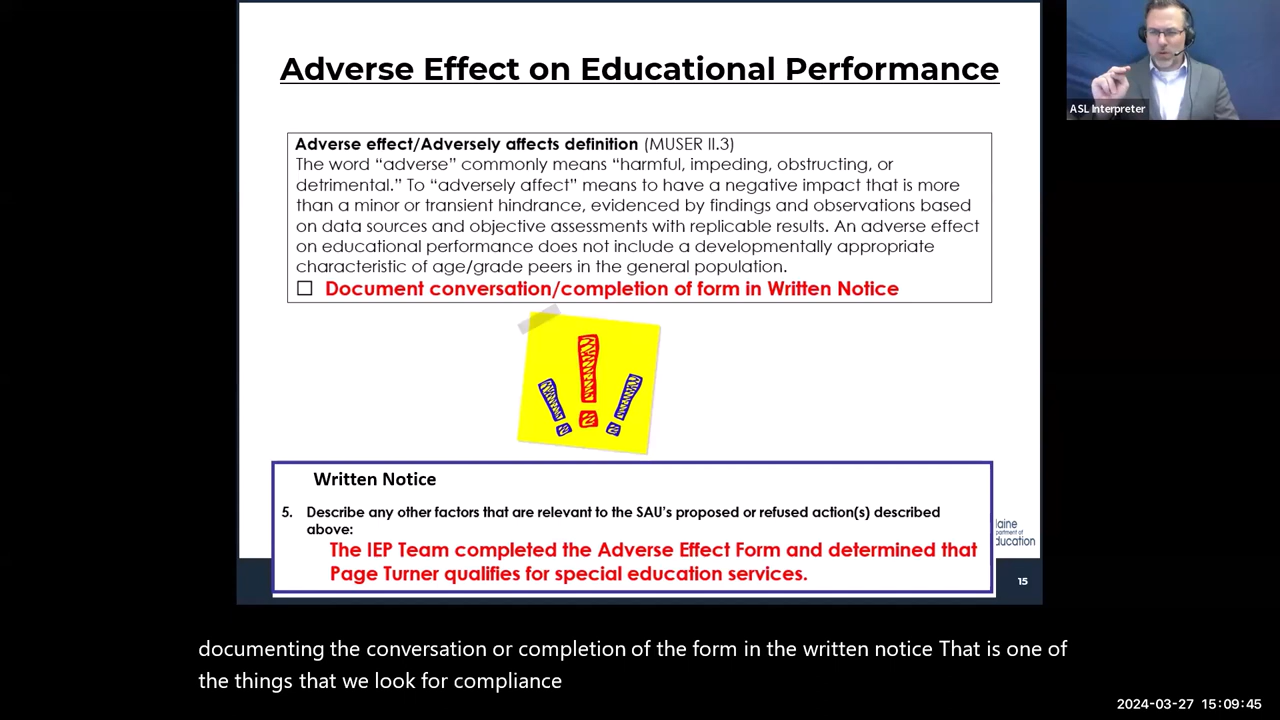 Adverse Effect on Educational Performance
ASL Interpreter
Adverse effect/Adversely affects definition (MUSER II.3)
The word “adverse” commonly means “harmful, impeding, obstructing, or
detrimental.” To “adversely affect” means to have a negative impact that is more
than a minor or transient hindrance, evidenced by findings and observations based
on data sources and objective assessments with replicable results. An adverse effect
on educational performance does not include a developmentally appropriate
characteristic of age/grade peers in the general population.
Document conversation/completion of form in Written Notice
Written Notice
5. Describe any other factors that are relevant to the SAU’s proposed or refused action(s) described
above:
The IEP Team completed the Adverse Effect Form and determined that
Page Turner qualifies for special education services.
15
documenting the conversation or completion of the form in the written notice That is one of
the things that we look for compliance
2024-03-27 15:09:45